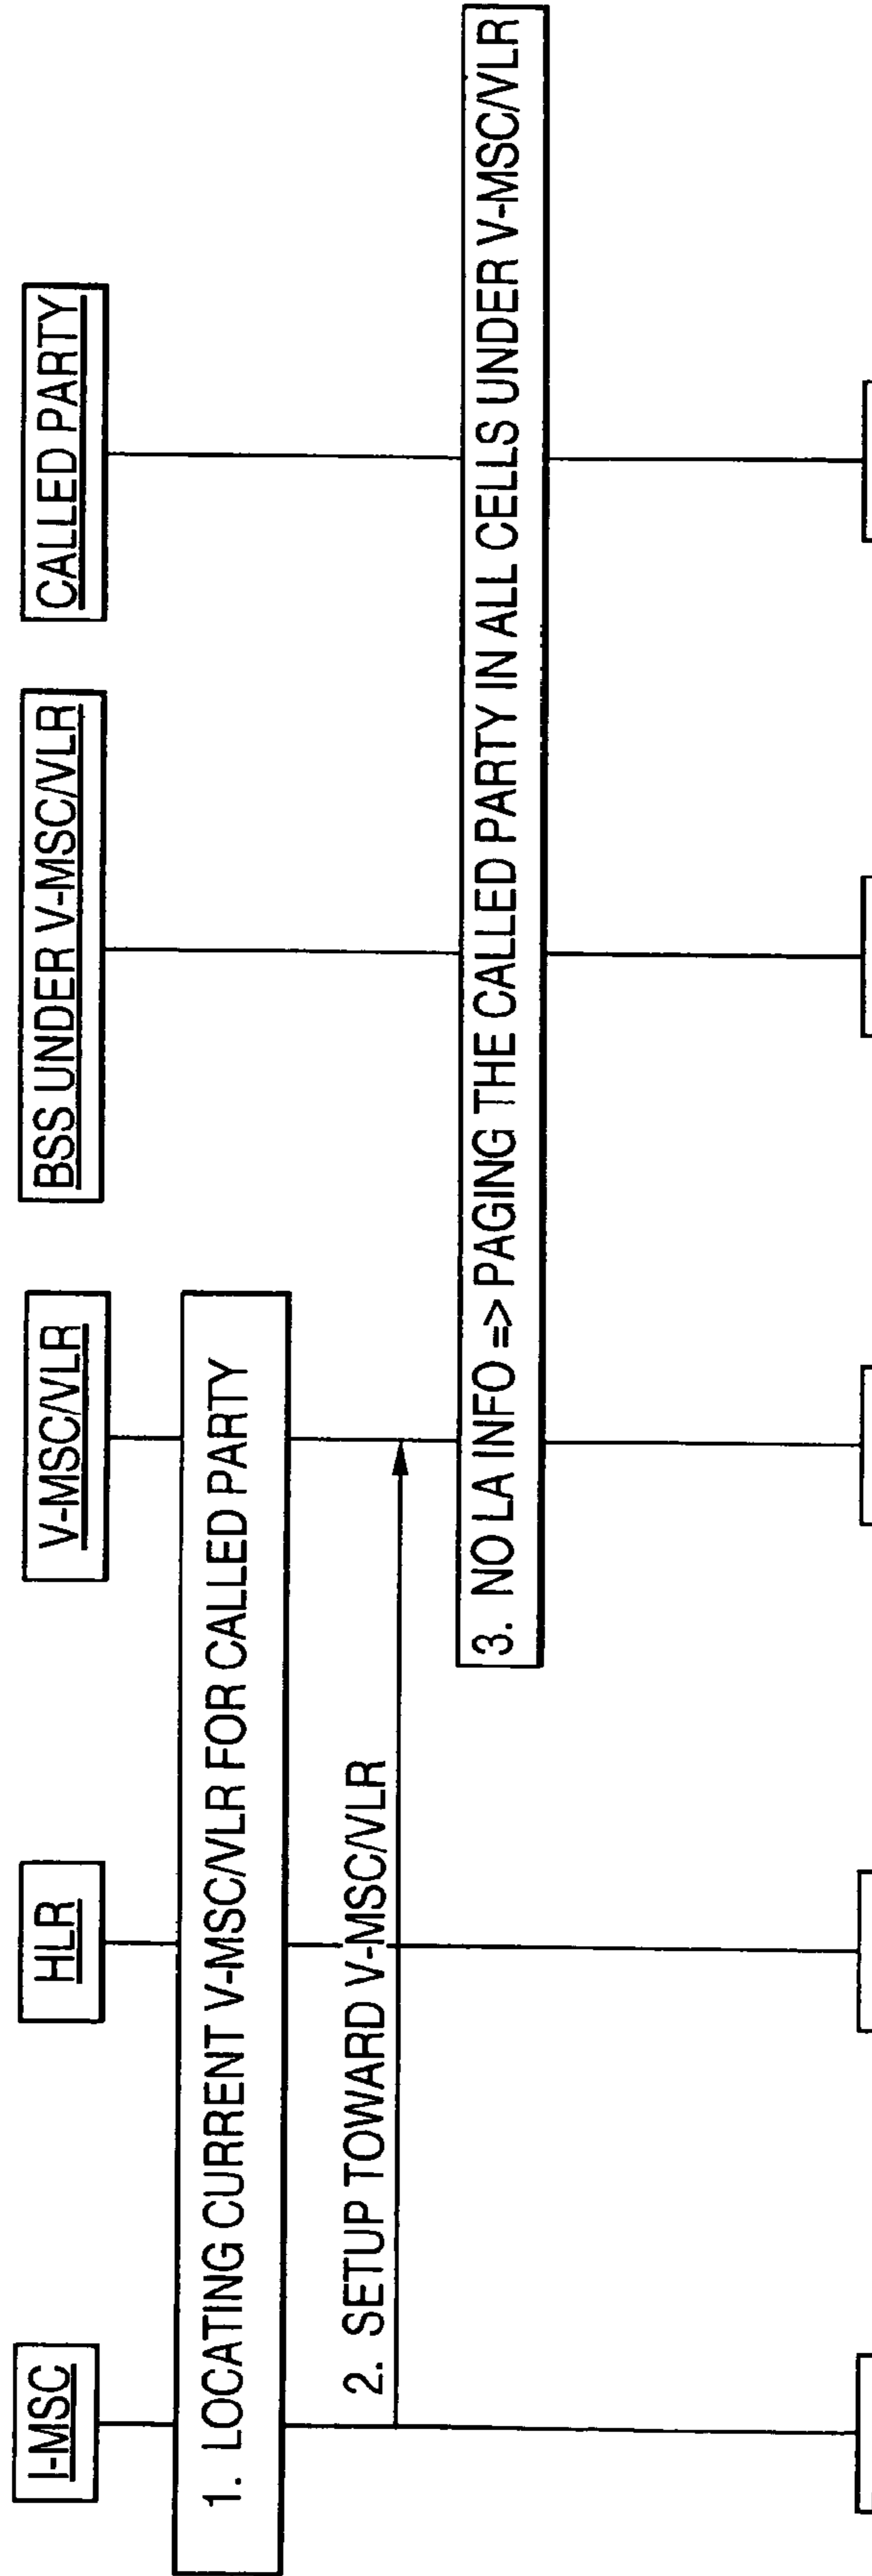 I-MSC
HLR
V-MSC/VLR
BSS UNDER V-MSC/VLR
CALLED PARTY
1. LOCATING CURRENT V-MSC/VLR FOR CALLED PARTY
2. SETUP TOWARD V-MSC/VLR
3. NO LA INFO => PAGING THE CALLED PARTY IN ALL CELLS UNDER V-MSC/VLR